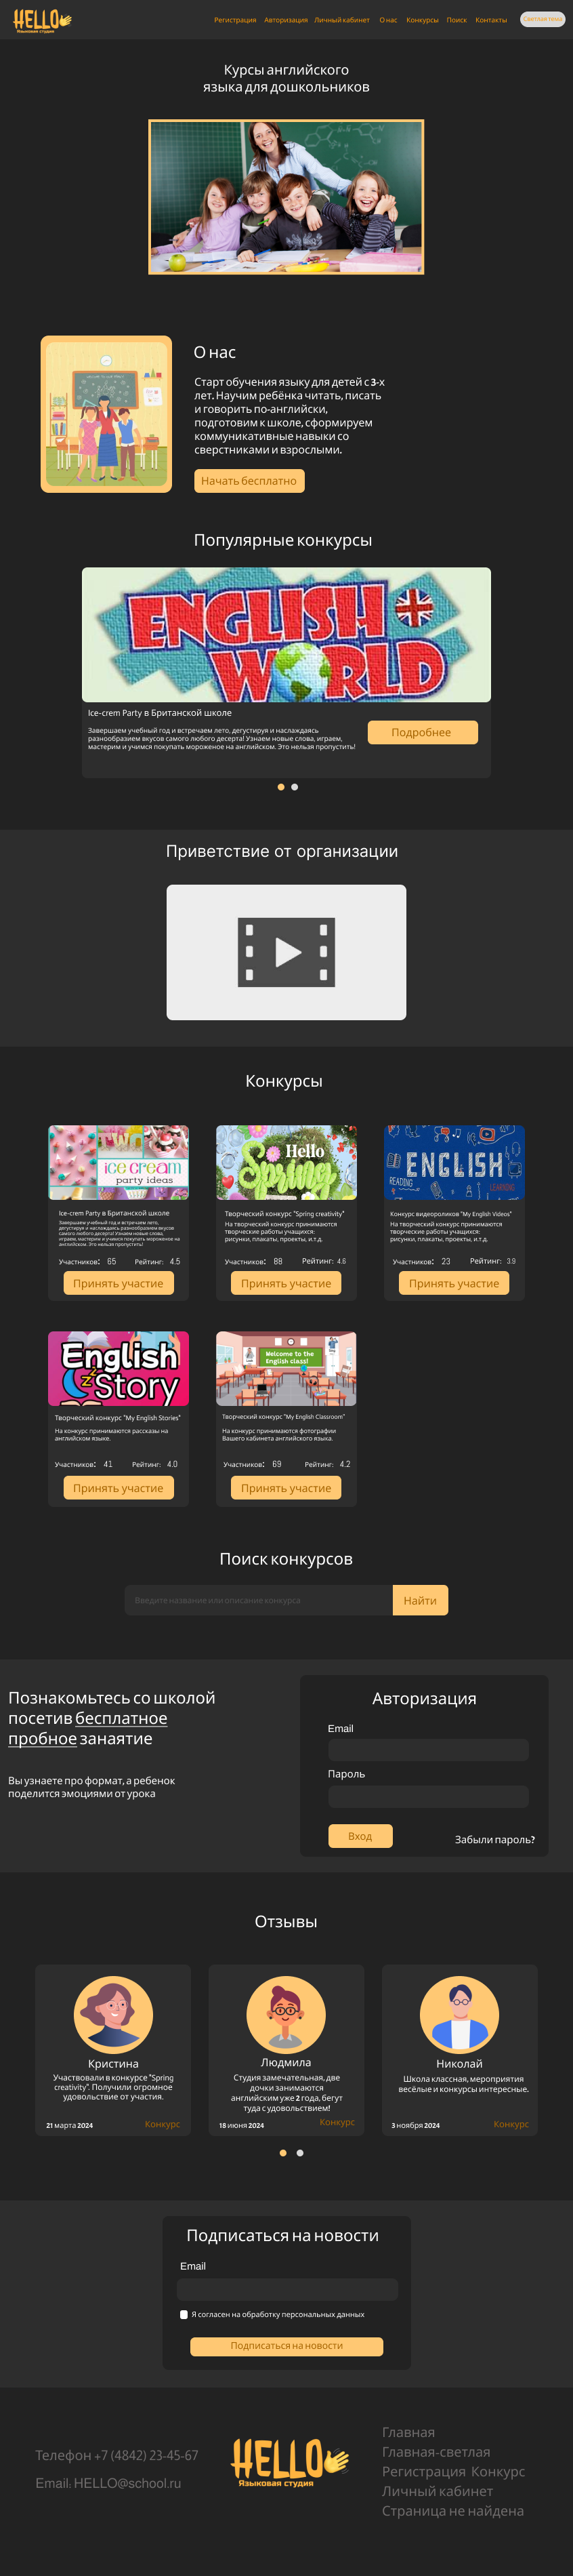 HELLO
Языковая студия
Регистрация Авторизация Личный кабинет О нас Конкурсы Поиск Контакты Светлая тема
Курсы английского
языка для дошкольников
О нас
Старт обучения языку для детей с 3-х
лет. Научим ребёнка читать, писать
и говорить по-английски,
подготовим к школе, сформируем
коммуникативные навыки со
сверстниками и взрослыми.
Начать бесплатно
Популярные конкурсы
ENGLISH
WORLD
Ice-crem Party в Британской школе
Завершаем учебный год и встречаем лето, дегустируя и наслаждаясь
разнообразием вкусов самого любого десерта! Узнаем новые слова, играем,
мастерим и учимся покупать мороженое на английском. Это нельзя пропустить!
Подробнее
Приветствие от организации
Конкурсы
TWO
ice cream
party ideas
Ice-crem Party в Британской школе
Завершаем учебный год и встречаем лето,
дегустируя и наслаждаясь разнообразием вкусов
самого любого десерта! Узнаем новые слова,
играем, мастерим и учимся покупать мороженое на
английском. Это нельзя пропустить!
Участников: 65 Рейтинг: 4.5
Принять участие
Hello
Summer
Творческий конкурс "Spring creativity"
На творческий конкурс принимаются
творческие работы учащихся:
рисунки, плакаты, проекты, и.т.д.
Участников: 88 Рейтинг: 4.6
Принять участие
READING
ENGLISH
Конкурс видеороликов "My English Videos"
На творческий конкурс принимаются
творческие работы учащихся:
рисунки, плакаты, проекты, и.т.д.
Участников: 23 Рейтинг: 3.9
Принять участие
English
Story
Творческий конкурс "My English Stories"
На конкурс принимаются рассказы на
английском языке.
Участников: 41 Рейтинг: 4.0
Принять участие
Welcome to the
English class!
Творческий конкурс "My English Classroom"
На конкурс принимаются фотографии
Вашего кабинета английского языка.
Участников: 69 Рейтинг: 4.2
Принять участие
Поиск конкурсов
Введите название или описание конкурса
Найти
Познакомьтесь со школой
посетив бесплатное
пробное занаятие
Вы узнаете про формат, а ребенок
поделится эмоциями от урока
Авторизация
Email
Пароль
Вход
Забыли пароль?
Отзывы
Кристина
Участвовали в конкурсе "Spring
creativity". Получили огромное
удовольствие от участия.
21 марта 2024 Конкурс
Людмила
Студия замечательная, две
дочки занимаются
английским уже 2 года, бегут
туда с удовольствием!
18 июня 2024 Конкурс
Николай
Школа классная, мероприятия
весёлые и конкурсы интересные.
3 ноября 2024 Конкурс
Подписаться на новости
Email
Я согласен на обработку персональных данных
Подписаться на новости
Телефон +7 (4842) 23-45-67
Email: HELLO@school.ru
HELLO
Языковая студия
Главная
Главная-светлая
Регистрация Конкурс
Личный кабинет
Страница не найдена